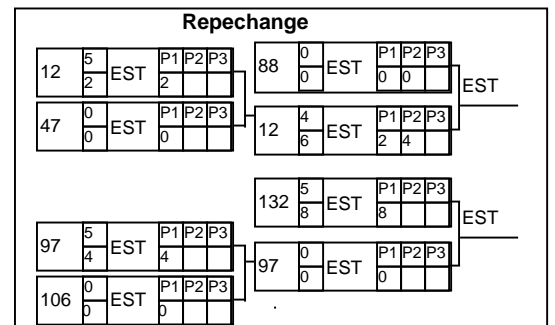 Repechange
12 5 2 EST P1 P2 P3 2
47 0 0 EST P1 P2 P3 0
88 0 0 EST P1 P2 P3 0 0
12 4 6 EST P1 P2 P3 2 4
EST
97 5 4 EST P1 P2 P3 4
106 0 0 EST P1 P2 P3 0
132 5 8 EST P1 P2 P3 8
97 0 0 EST P1 P2 P3 0
EST
.